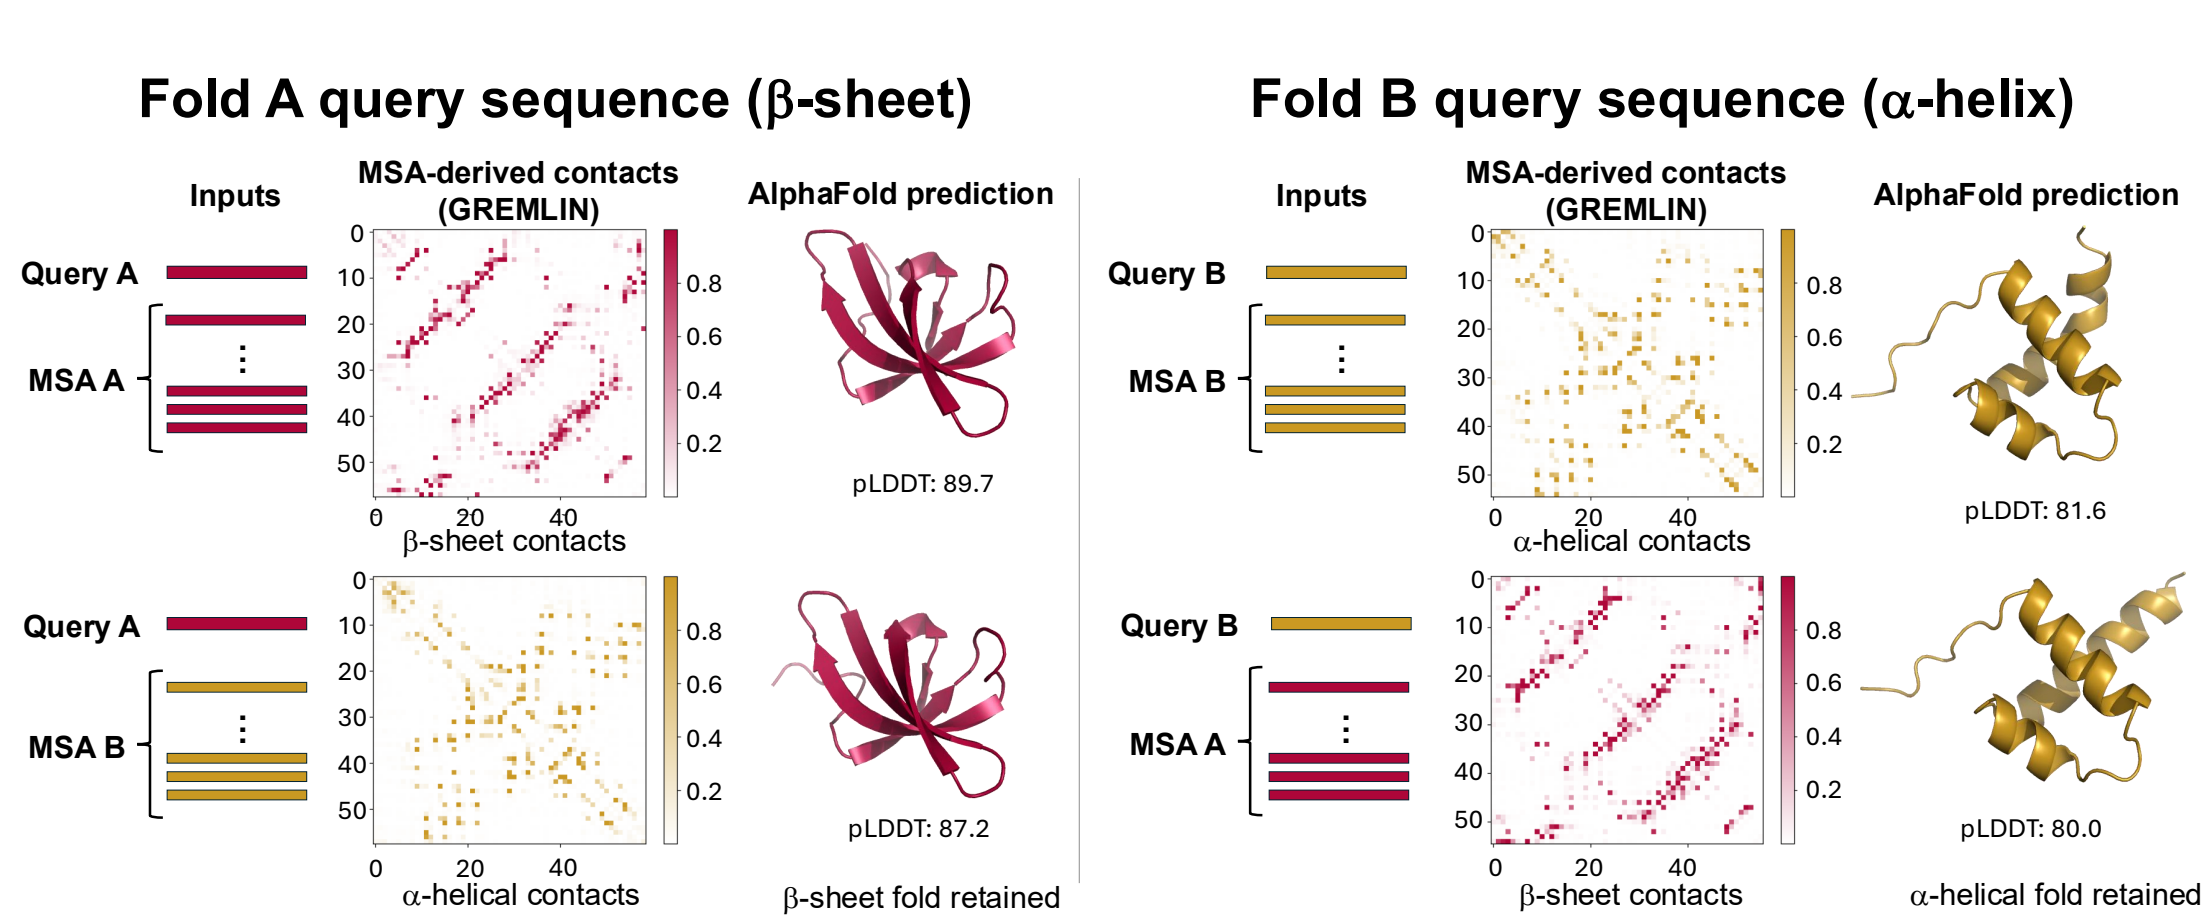 Fold A query sequence (β-sheet)
Inputs
MSA-derived contacts
(GREMLIN)
AlphaFold prediction
Query A
MSA A
0
10
20
30
40
50
0
20
40
0.8
0.6
0.4
0.2
β-sheet contacts
pLDDT: 89.7
Query A
MSA B
0
10
20
30
40
50
0
20
40
0.8
0.6
0.4
0.2
α-helical contacts
pLDDT: 87.2
β-sheet fold retained
Fold B query sequence (α-helix)
Inputs
MSA-derived contacts
(GREMLIN)
AlphaFold prediction
Query B
MSA B
0
10
20
30
40
50
0
20
40
0.8
0.6
0.4
0.2
α-helical contacts
pLDDT: 81.6
Query B
MSA A
0
10
20
30
40
50
0
20
40
0.8
0.6
0.4
0.2
β-sheet contacts
pLDDT: 80.0
α-helical fold retained